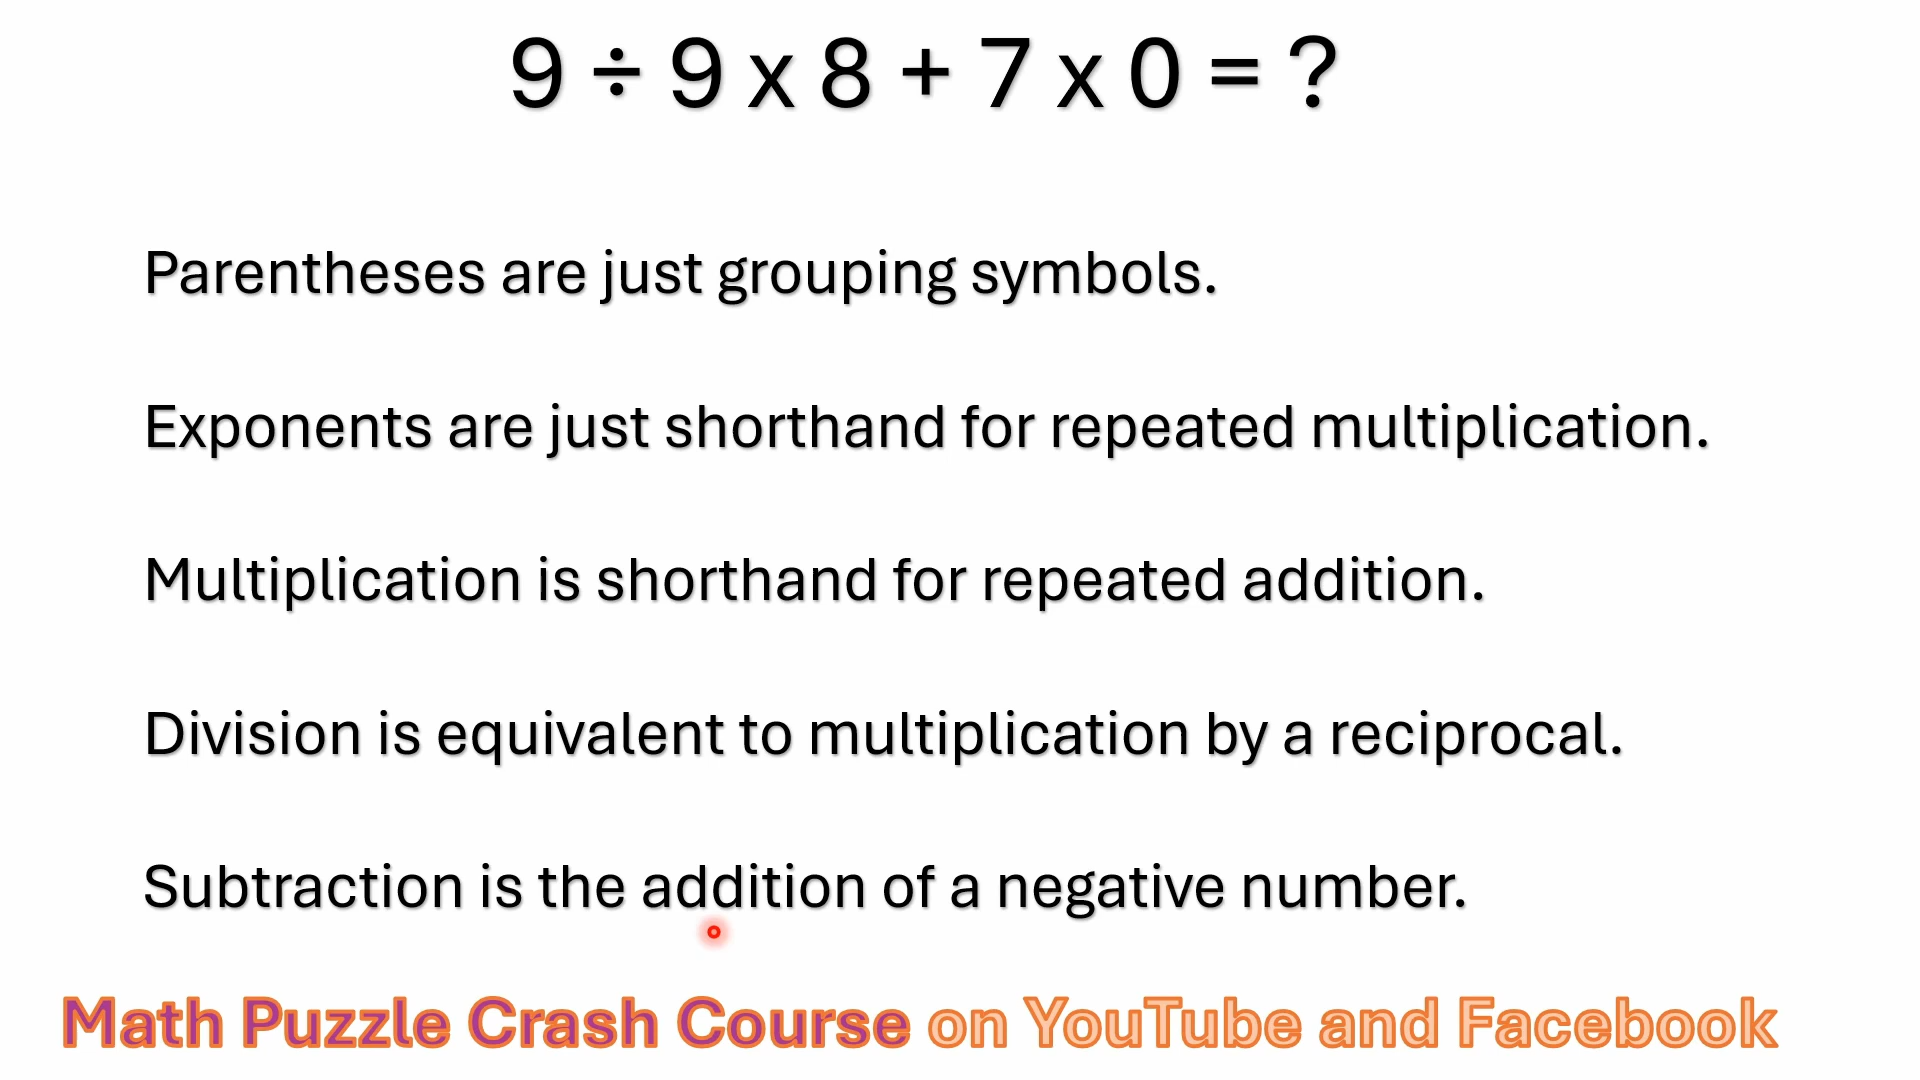 9 ÷ 9 x 8 + 7 x 0 = ?
Parentheses are just grouping symbols.
Exponents are just shorthand for repeated multiplication.
Multiplication is shorthand for repeated addition.
Division is equivalent to multiplication by a reciprocal.
Subtraction is the addition of a negative number.
Math Puzzle Crash Course on YouTube and Facebook